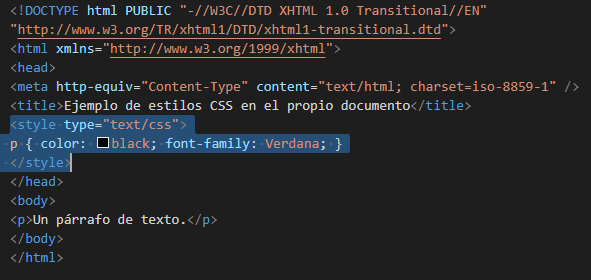 <!DOCTYPE html PUBLIC "-//W3C//DTD XHTML 1.0 Transitional//EN"
"http://www.w3.org/TR/xhtml1/DTD/xhtml1-transitional.dtd">
<html xmlns="http://www.w3.org/1999/xhtml">
<head>
<meta http-equiv="Content-Type" content="text/html; charset=iso-8859-1" />
<title>Ejemplo de estilos CSS en el propio documento</title>
<style type="text/css">
p { color: black; font-family: Verdana; }
</style>
</head>
<body>
<p>Un párrafo de texto.</p>
</body>
</html>